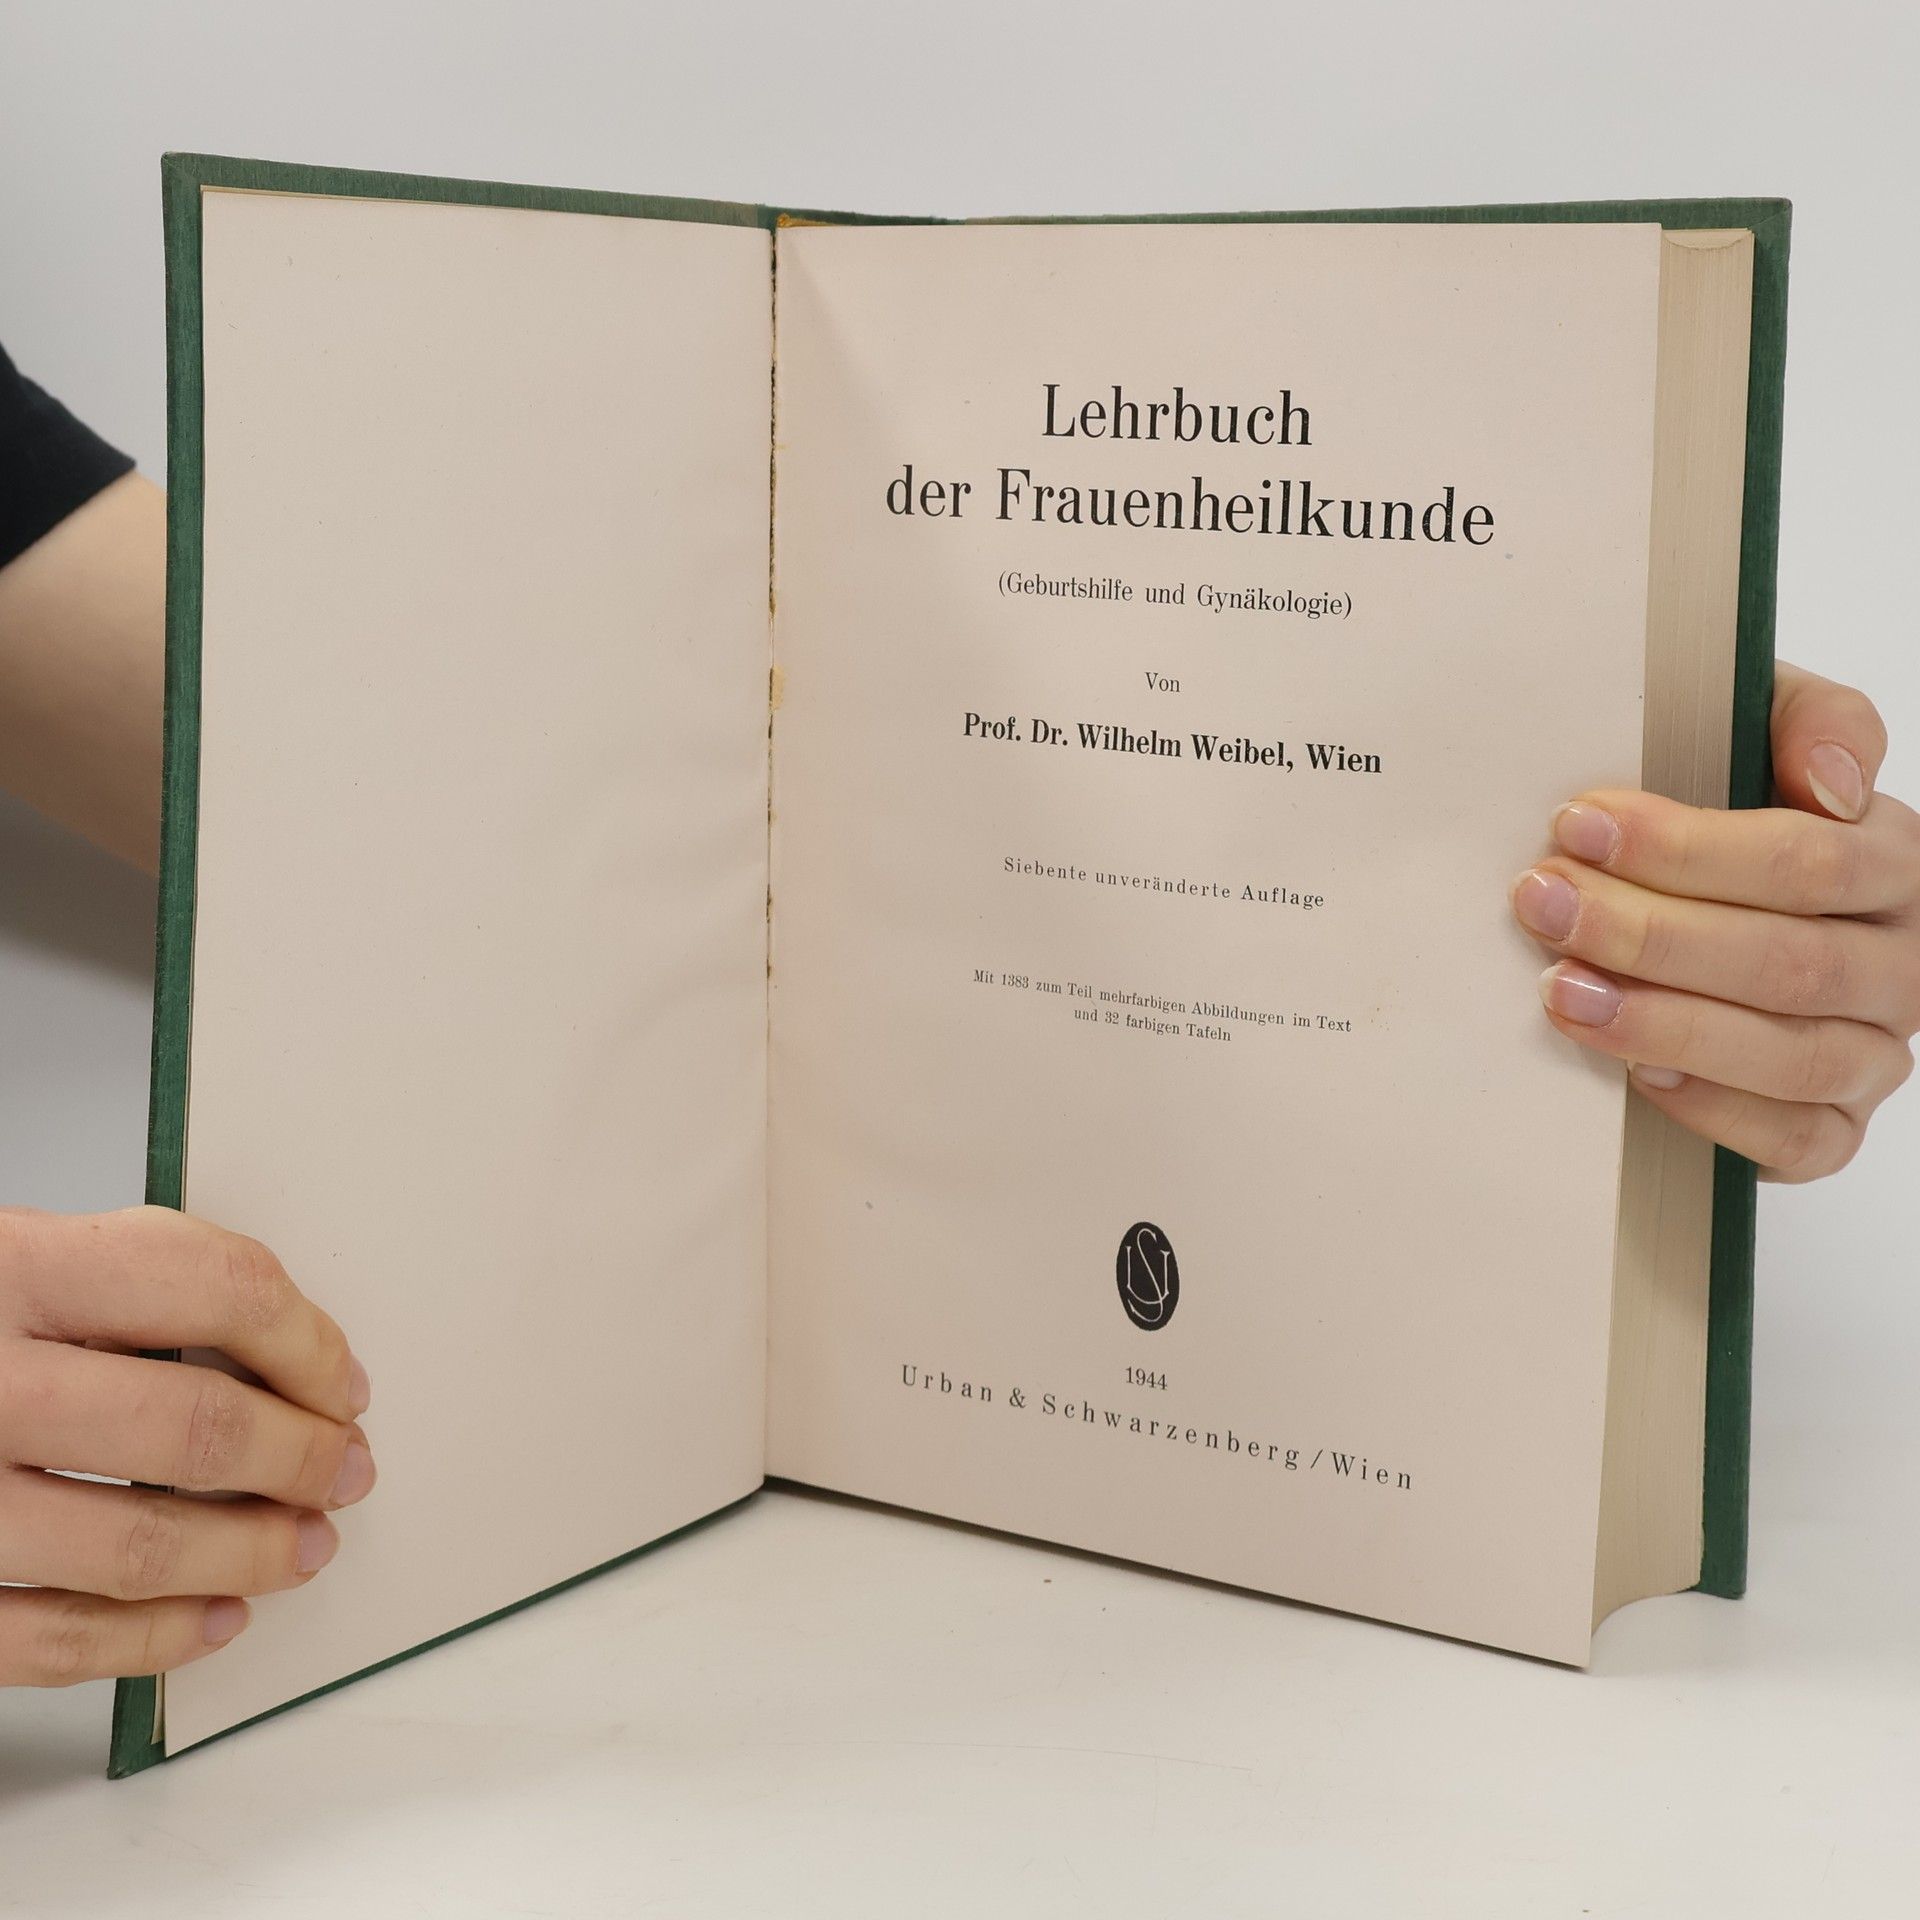 Lehrbuch
der Frauenheilkunde
(Geburtshilfe und Gynäkologie)
Von
Prof. Dr. Wilhelm Weibel, Wien
Siebente unveränderte Auflage
Mit 1383 zum Teil mehrfarbigen Abbildungen im Text
und 32 farbigen Tafeln
US
1944
Urban & Schwarzenberg / Wien